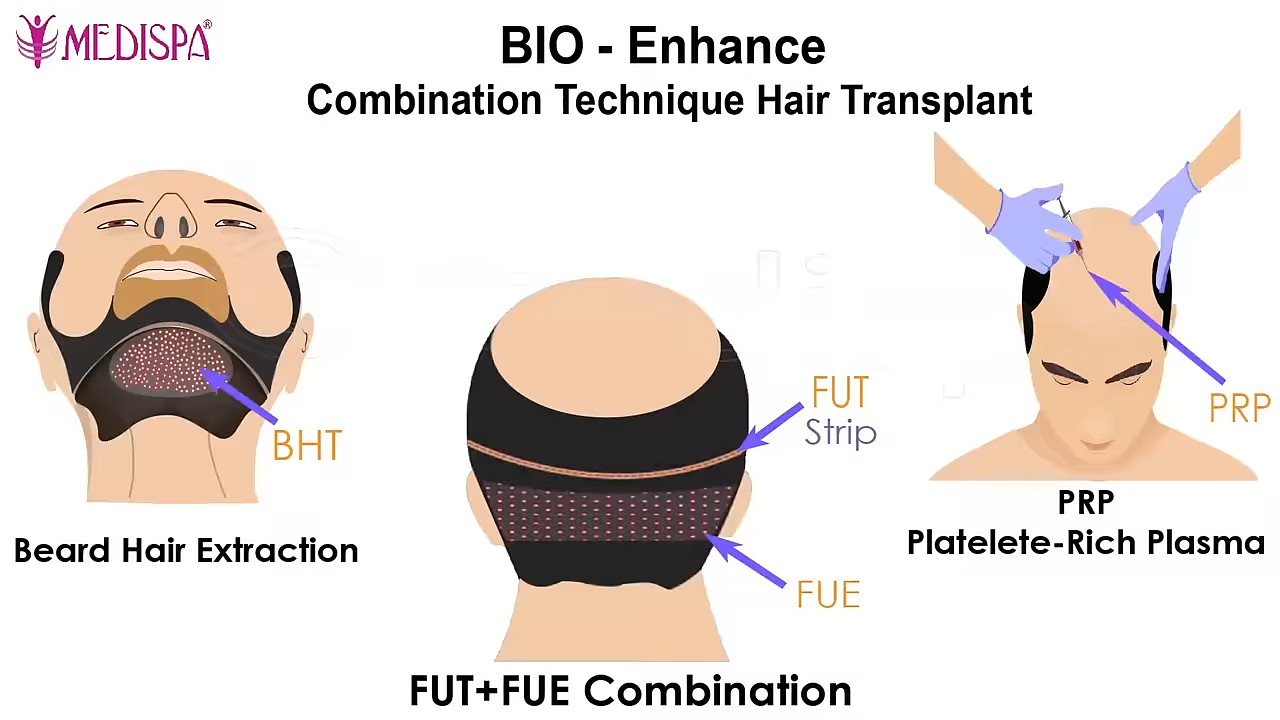 MEDISPA®
BIO - Enhance
Combination Technique Hair Transplant
BHT
Beard Hair Extraction
FUT
Strip
FUE
FUT+FUE Combination
PRP
PRP
Platelete-Rich Plasma